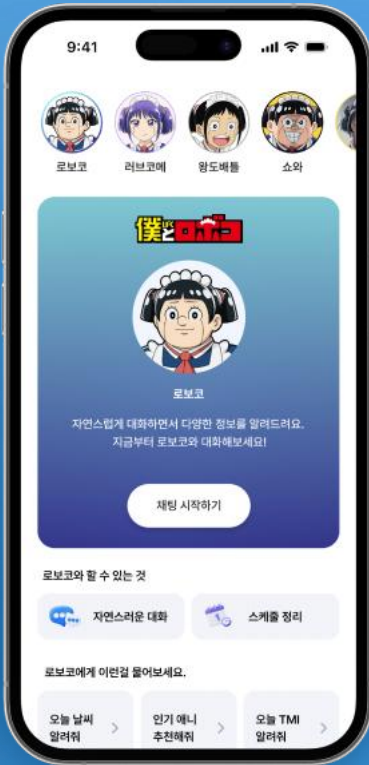 9:41
로보코
러브코메
왕도배틀
쇼와
僕とロボコ
로보코
자연스럽게 대화하면서 다양한 정보를 알려드려요.
지금부터 로보코와 대화해보세요!
채팅 시작하기
로보코와 할 수 있는 것
자연스러운 대화
스케줄 정리
로보코에게 이런걸 물어보세요.
오늘 날씨
알려줘
인기 애니
추천해줘
오늘 TMI
알려줘